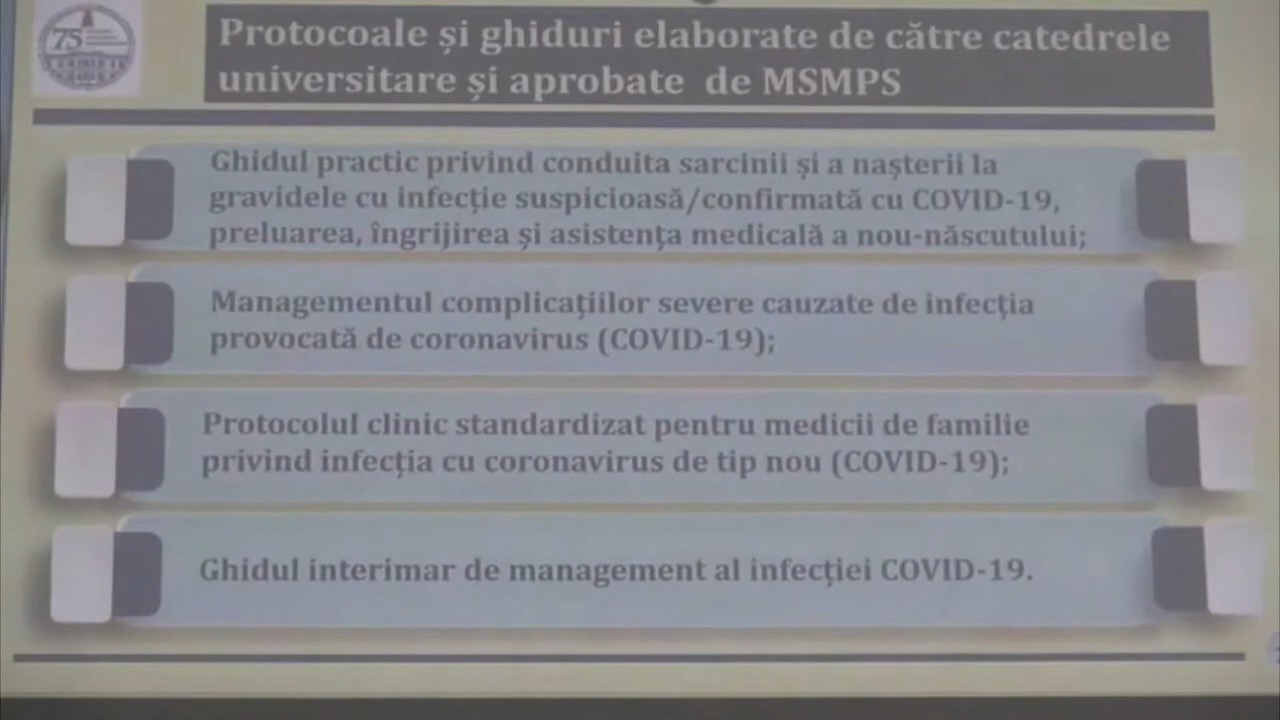 75
Protocoale și ghiduri elaborate de către catedrele
universitare și aprobate de MSMPS
Ghidul practic privind conduita sarcinii și a nașterii la
gravidele cu infecție suspicioasă/confirmată cu COVID-19,
preluarea, îngrijirea și asistența medicală a nou-născutului;
Managementul complicațiilor severe cauzate de infecția
provocată de coronavirus (COVID-19);
Protocolul clinic standardizat pentru medicii de familie
privind infecția cu coronavirus de tip nou (COVID-19);
Ghidul interimar de management al infecției COVID-19.